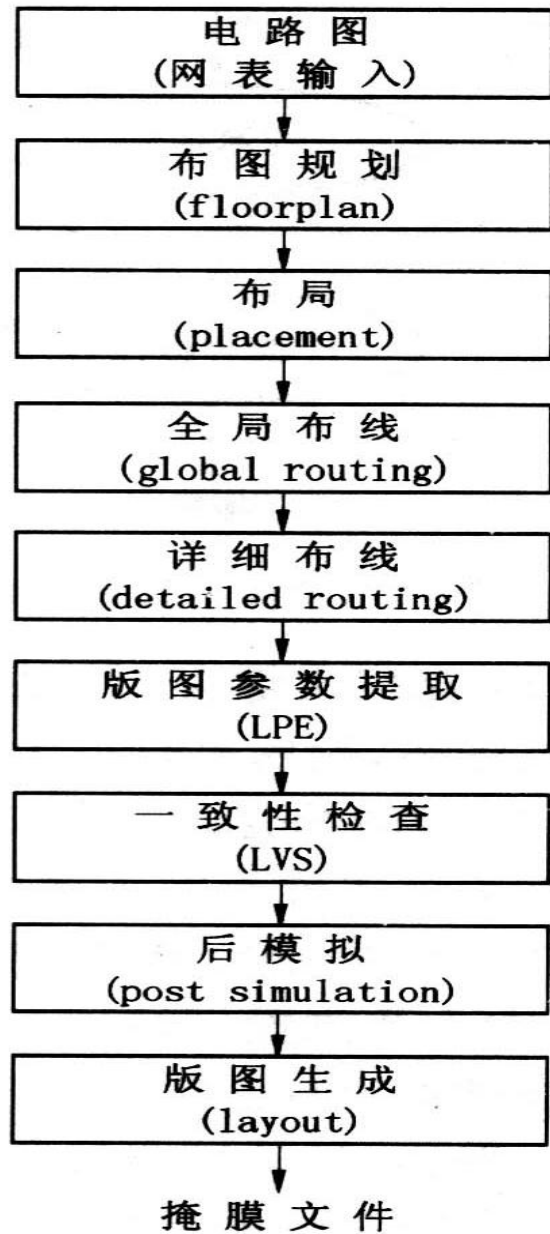 电路图
(网表输入)
布图规划
(floorplan)
布局
(placement)
全局布线
(global routing)
详细布线
(detailed routing)
版图参数提取
(LPE)
一致性检查
(LVS)
后模拟
(post simulation)
版图生成
(layout)
掩膜文件